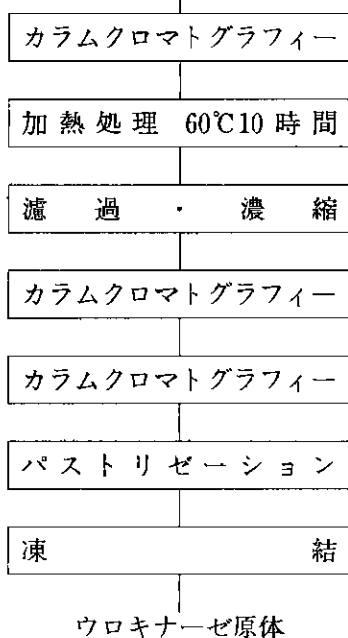 カラムクロマトグラフィー
加熱処理 60℃10時間
濾過・濃縮
カラムクロマトグラフィー
カラムクロマトグラフィー
パストリゼーション
凍結
ウロキナーゼ原体